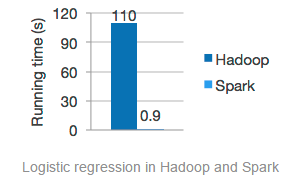 120
110
90
60
30
0
0.9
Running time (s)
Hadoop
Spark
Logistic regression in Hadoop and Spark